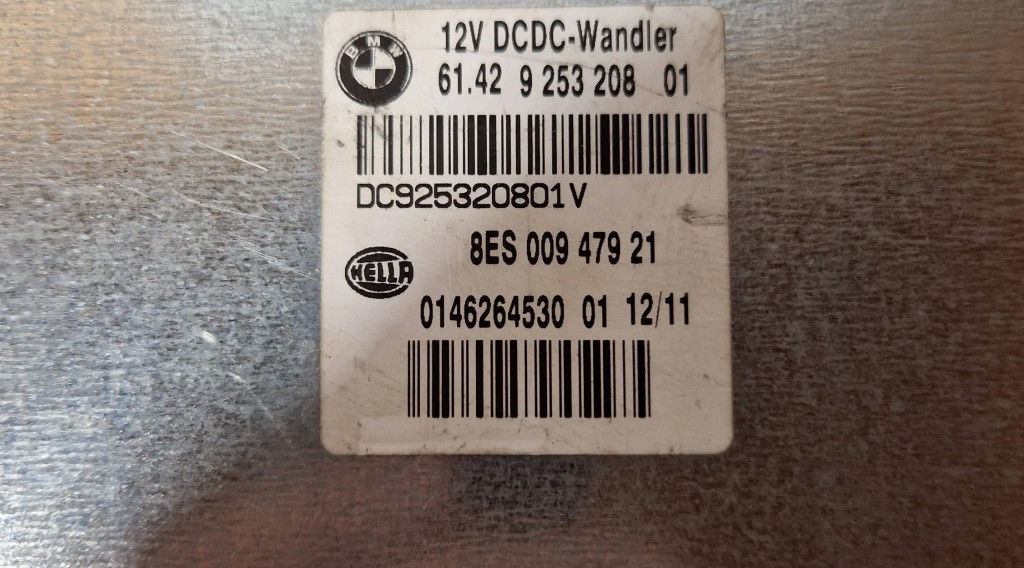 BMW
12V DCDC-Wandler
61.42 9 253 208 01
DC925320801V
8ES 009 479 21
HELLA
0146264530 01 12/11